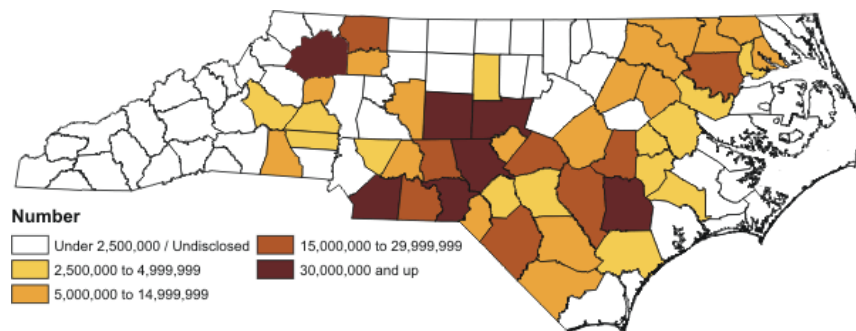 Number
Under 2,500,000 / Undisclosed
2,500,000 to 4,999,999
5,000,000 to 14,999,999
15,000,000 to 29,999,999
30,000,000 and up